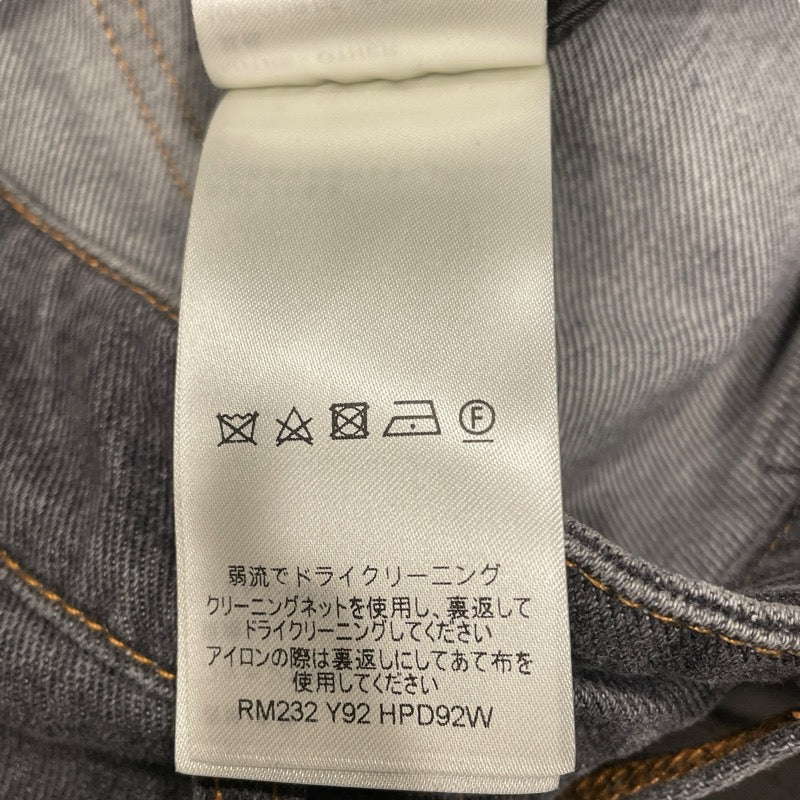 OTHER
F
弱流でドライクリーニング
クリーニングネットを使用し、裏返して
ドライクリーニングしてください
アイロンの際は裏返しにしてあて布を
使用してください
RM232 Y92 HPD92W